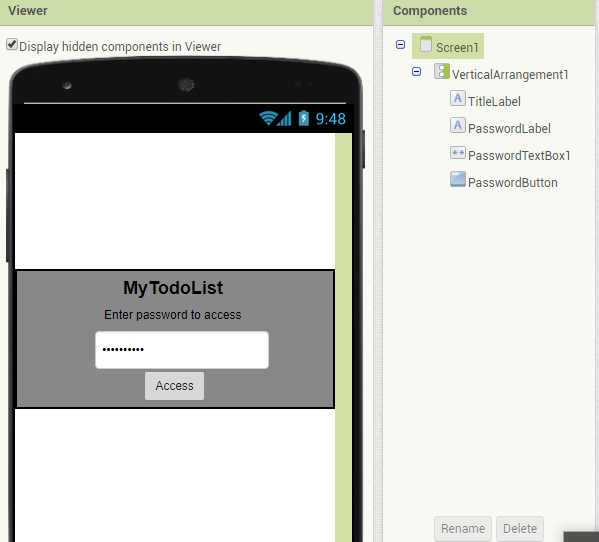 Viewer
Display hidden components in Viewer
9:48
MyTodoList
Enter password to access
••••••••••
Access
Components
Screen1
VerticalArrangement1
A TitleLabel
A PasswordLabel
** PasswordTextBox1
PasswordButton
Rename Delete